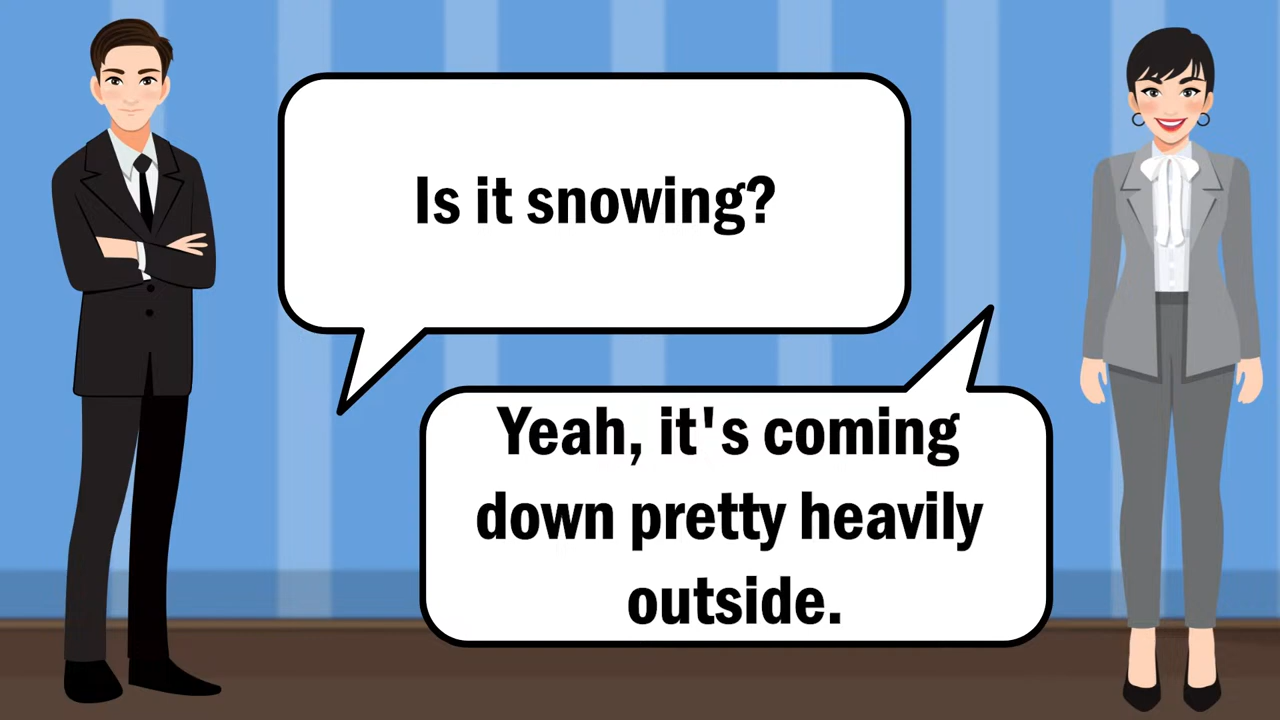 Is it snowing?
Yeah, it's coming
down pretty heavily
outside.